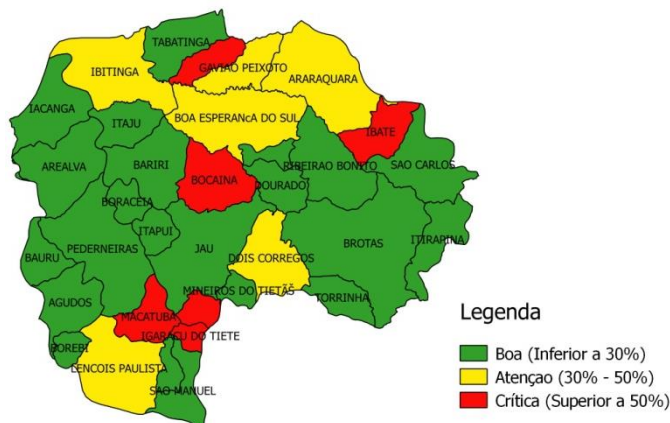 TABATINGA
GAVIAO PEIXOTO
IBITINGA
ARARAQUARA
IACANGA
ITAJU
BOA ESPERANcA DO SUL
IBATE
AREALVA
BARIRI
BOCAINA
RIBEIRAO BONITO
SAO CARLOS
DOURADO
BORACEIA
ITAPUI
BAURU
PEDERNEIRAS
JAU
DOIS CORREGOS
BROTAS
ITIRAPINA
AGUDOS
MINEIROS DO TIETÃŠ
TORRINHA
MACATUBA
IGARAÇU DO TIETE
BOREBI
LENCOIS PAULISTA
SAO MANUEL
Legenda
Boa (Inferior a 30%)
Atençao (30% - 50%)
Crítica (Superior a 50%)